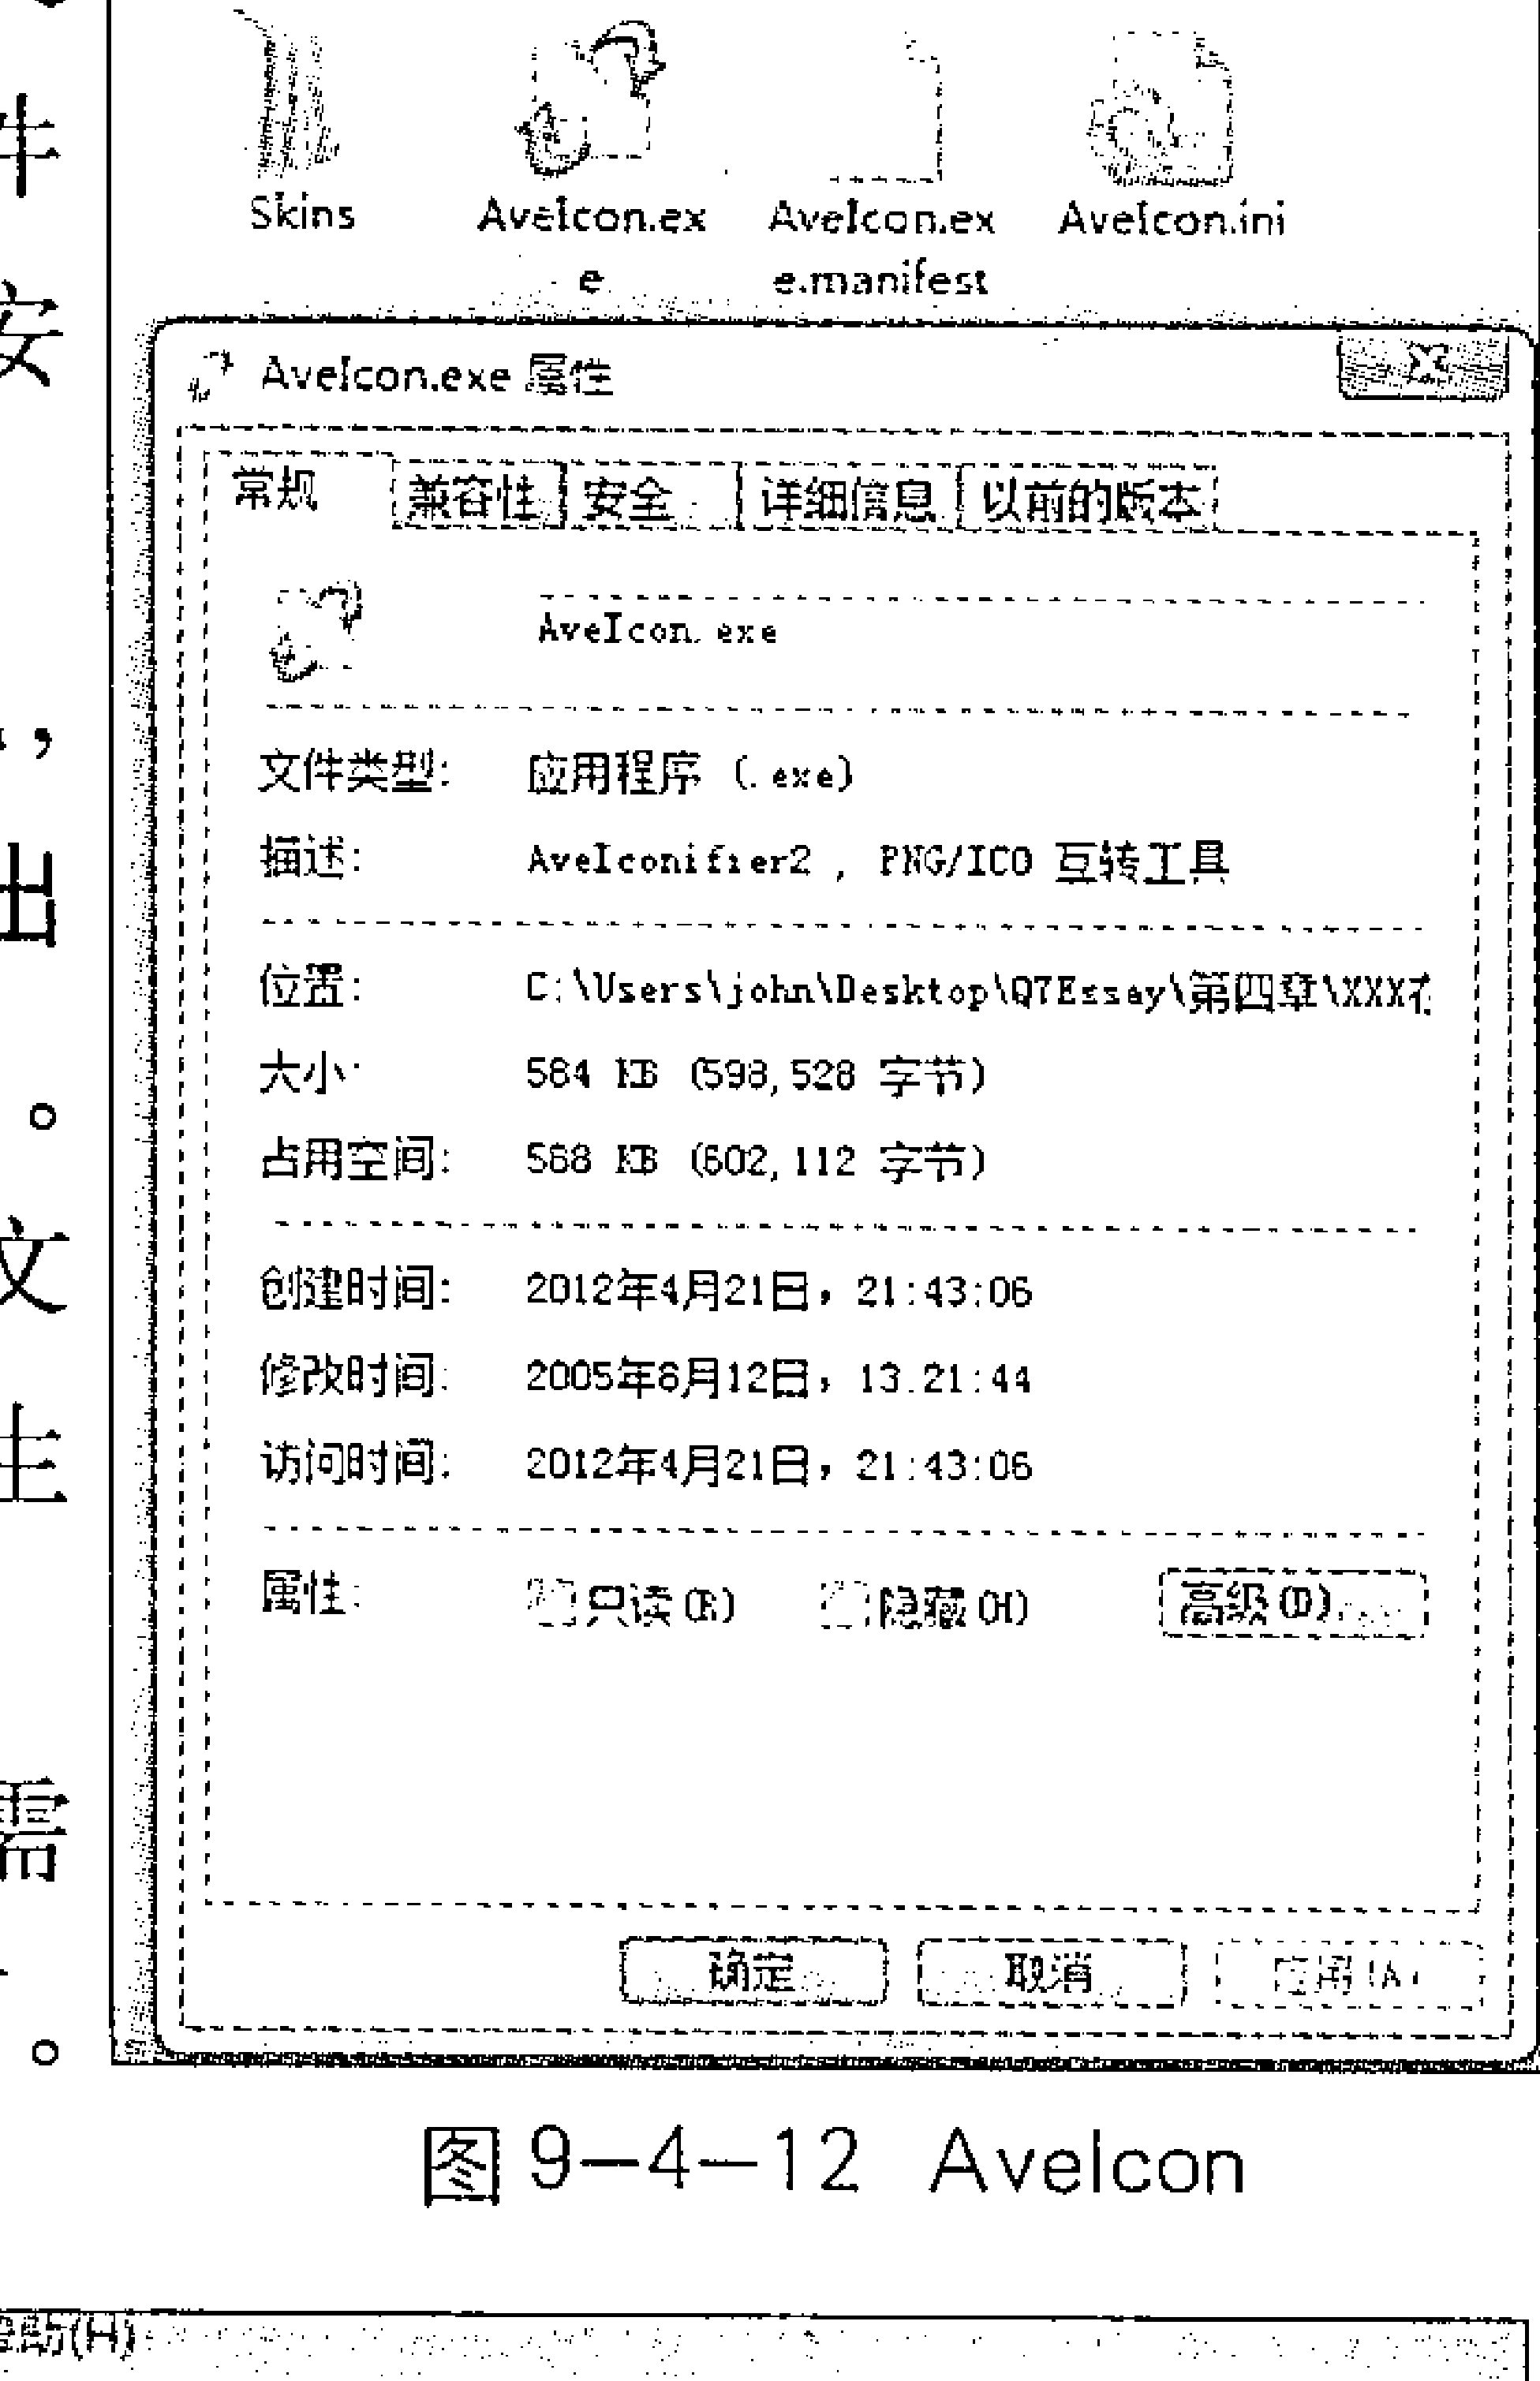 Skins
AveIcon.ex
e
AveIcon.ex
e.manifest
AveIcon.ini
AveIcon.exe 属性
常规 兼容性 安全 详细信息 以前的版本
AveIcon.exe
文件类型: 应用程序 (.exe)
描述: AveIconifier2 , PNG/ICO 互转工具
位置: C:\Users\john\Desktop\Q7Essay\第四章\XXX
大小: 584 KB (598,528 字节)
占用空间: 588 KB (602,112 字节)
创建时间: 2012年4月21日，21:43:06
修改时间: 2005年8月12日，13:21:44
访问时间: 2012年4月21日，21:43:06
属性: 只读(R) 隐藏(H) 高级(D)...
确定 取消 应用(A)
图 9-4-12 AveIcon
助(H)